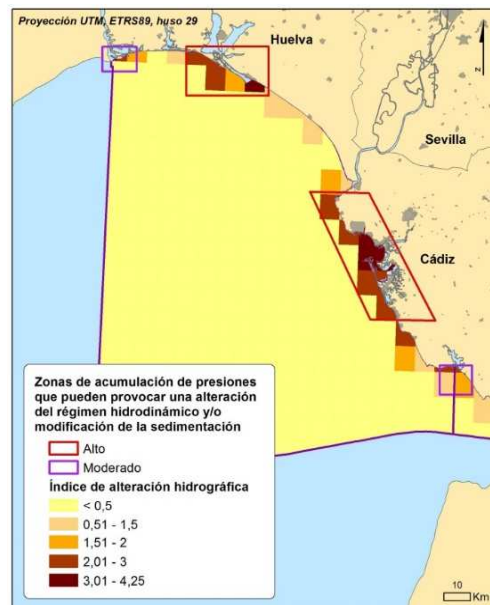 Proyección UTM, ETRS89, huso 29
Huelva
Sevilla
Cádiz
Zonas de acumulación de presiones
que pueden provocar una alteración
del régimen hidrodinámico y/o
modificación de la sedimentación
Alto
Moderado
Índice de alteración hidrográfica
< 0,5
0,51 - 1,5
1,51 - 2
2,01 - 3
3,01 - 4,25
z
10
Km